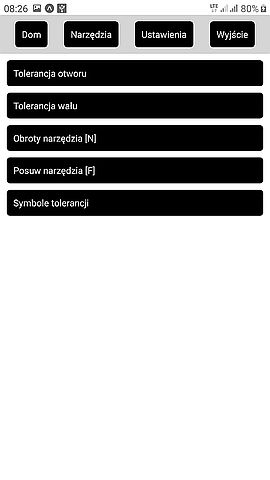 08:26 LTE 80%
Dom Narzędzia Ustawienia Wyjście
Tolerancja otworu
Tolerancja wału
Obroty narzędzia [N]
Posuw narzędzia [F]
Symbole tolerancji